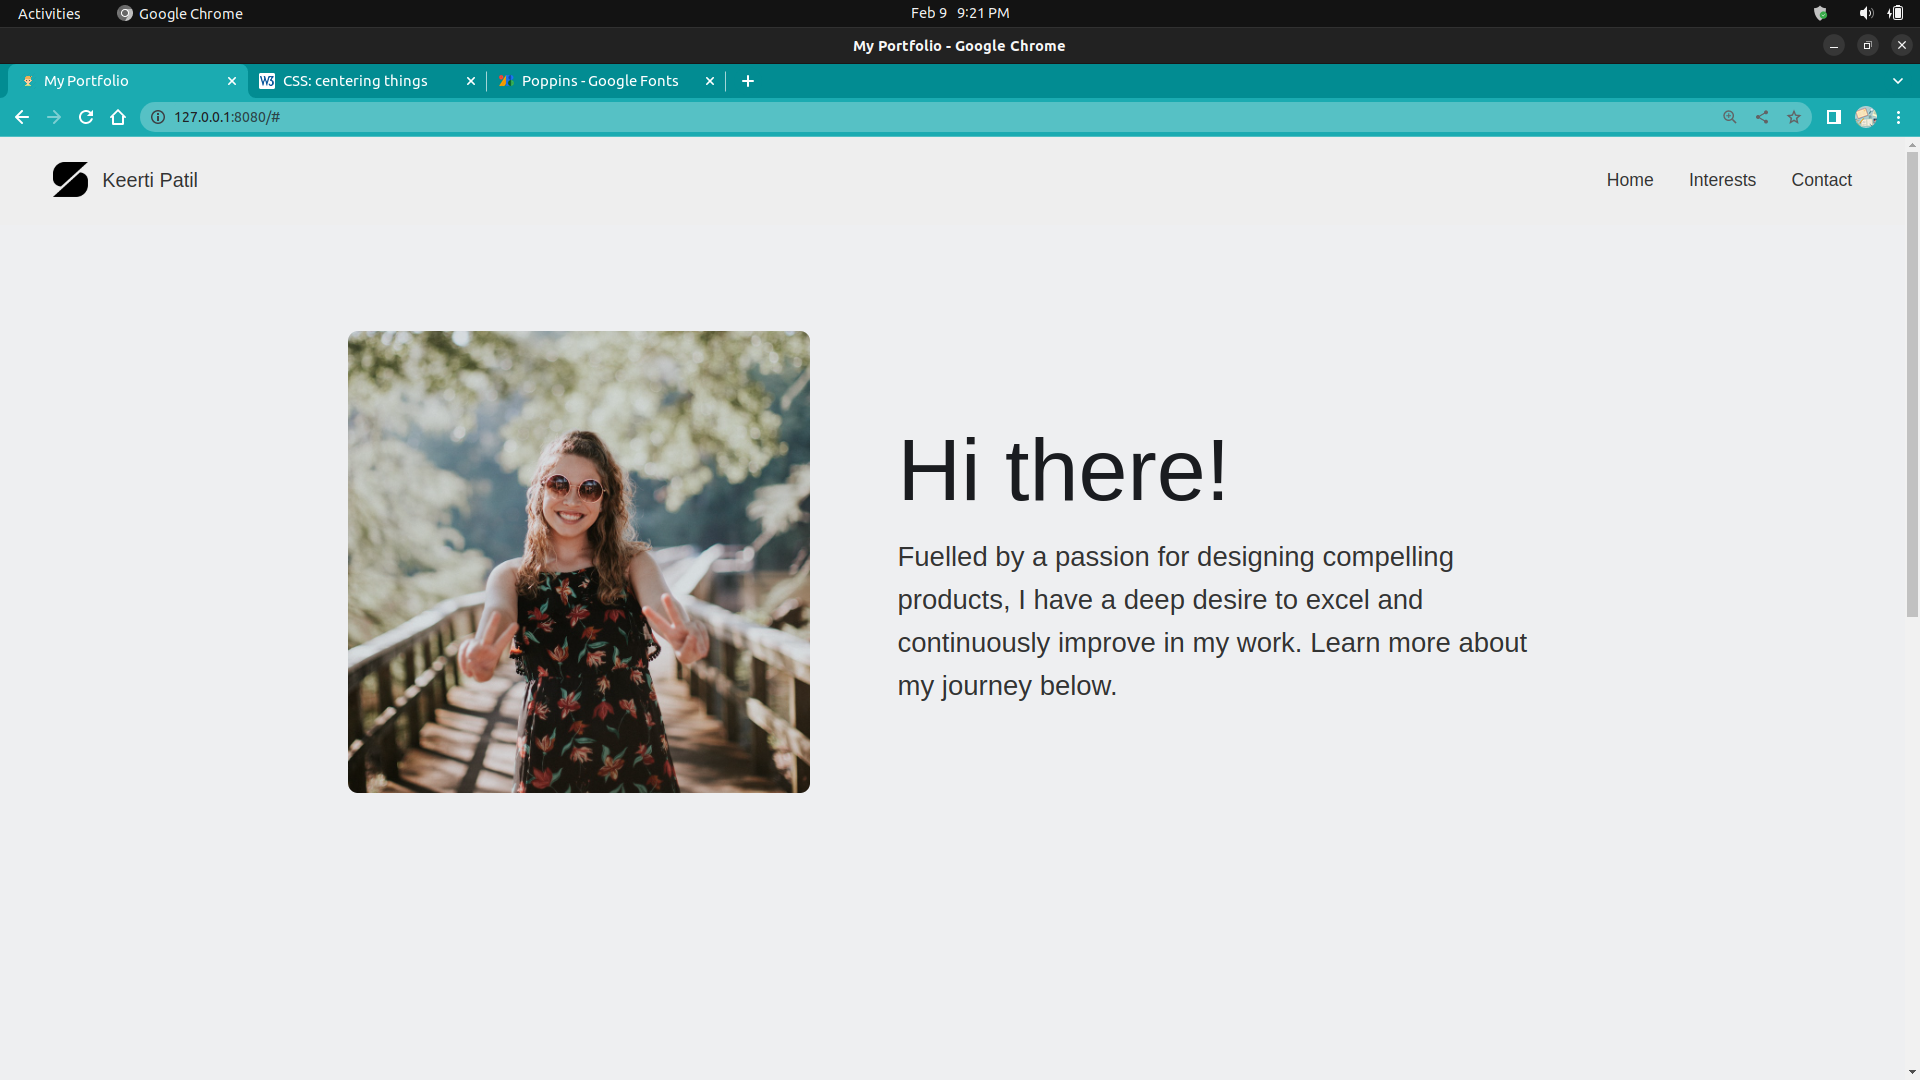 Activities
Google Chrome
Feb 9 9:21 PM
My Portfolio - Google Chrome
My Portfolio
W3
CSS: centering things
Poppins - Google Fonts
127.0.0.1:8080/#
Keerti Patil
Home
Interests
Contact
Hi there!
Fuelled by a passion for designing compelling
products, I have a deep desire to excel and
continuously improve in my work. Learn more about
my journey below.